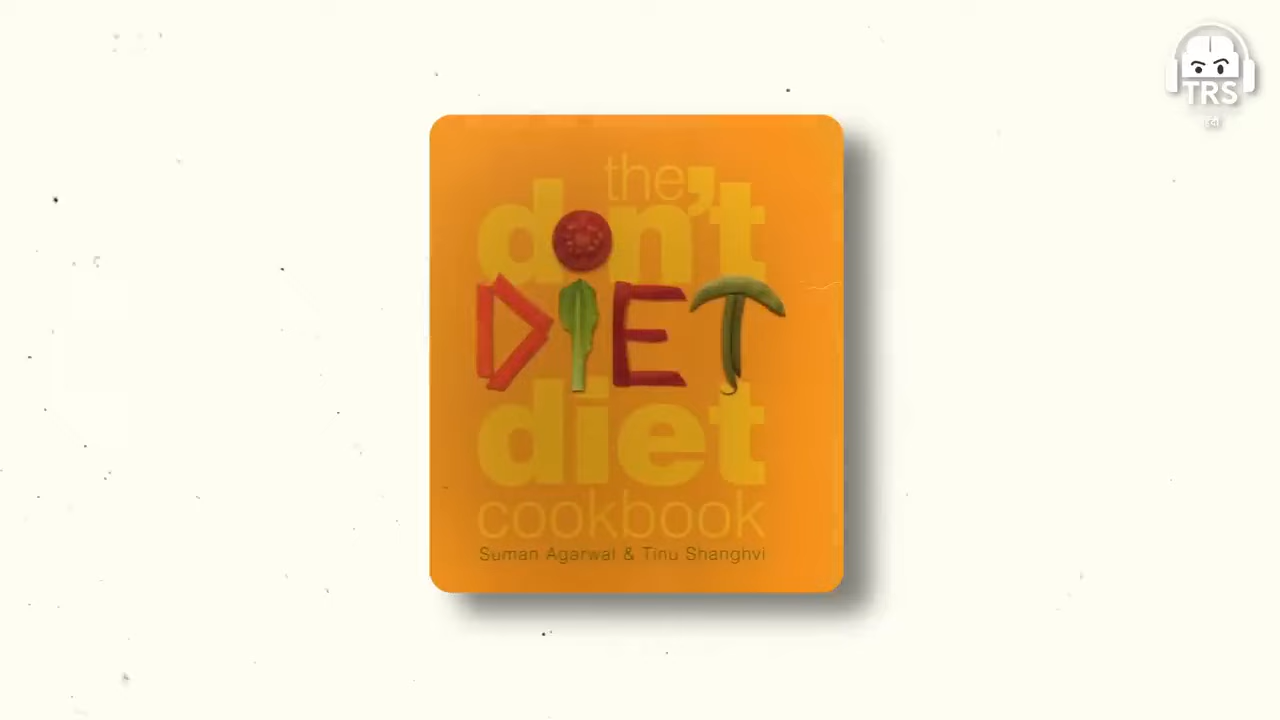 the
don't
DIET
diet
cookbook
Suman Agarwal & Tinu Shanghvi
TRS